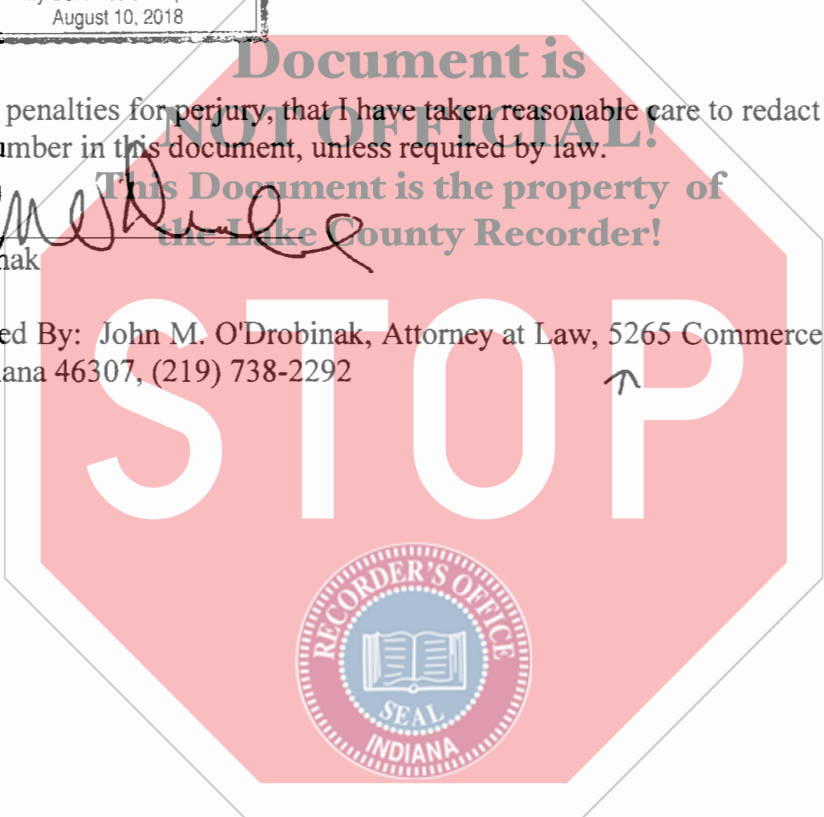 August 10, 2018
Document is
penalties for perjury, that I have taken reasonable care to redact
NOT OFFICIAL!
umber in this document, unless required by law.
This Document is the property of
the Lake County Recorder!
nak
ed By: John M. O'Drobinak, Attorney at Law, 5265 Commerce
ana 46307, (219) 738-2292
STOP
RECORDER'S OFFICE
SEAL
INDIANA